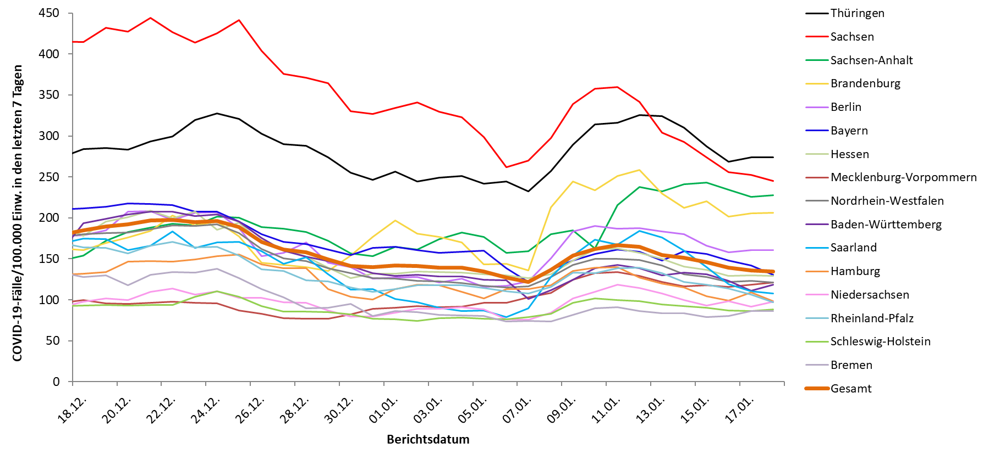 COVID-19-Fälle/100.000 Einw. in den letzten 7 Tagen
450
400
350
300
250
200
150
100
50
0
18.12.
20.12.
22.12.
24.12.
26.12.
28.12.
30.12.
01.01.
03.01.
05.01.
07.01.
09.01.
11.01.
13.01.
15.01.
17.01.
Berichtsdatum
Thüringen
Sachsen
Sachsen-Anhalt
Brandenburg
Berlin
Bayern
Hessen
Mecklenburg-Vorpommern
Nordrhein-Westfalen
Baden-Württemberg
Saarland
Hamburg
Niedersachsen
Rheinland-Pfalz
Schleswig-Holstein
Bremen
Gesamt